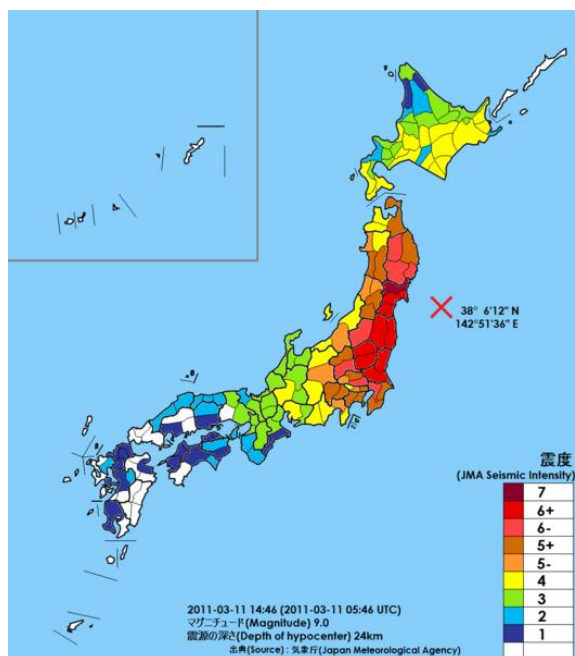 38° 6'12" N
142°51'36" E
震度
(JMA Seismic Intensity)
7
6+
6-
5+
5-
4
3
2
1
2011-03-11 14:46 (2011-03-11 05:46 UTC)
マグニチュード(Magnitude) 9.0
震源の深さ(Depth of hypocenter) 24km
出典(Source) : 気象庁(Japan Meteorological Agency)